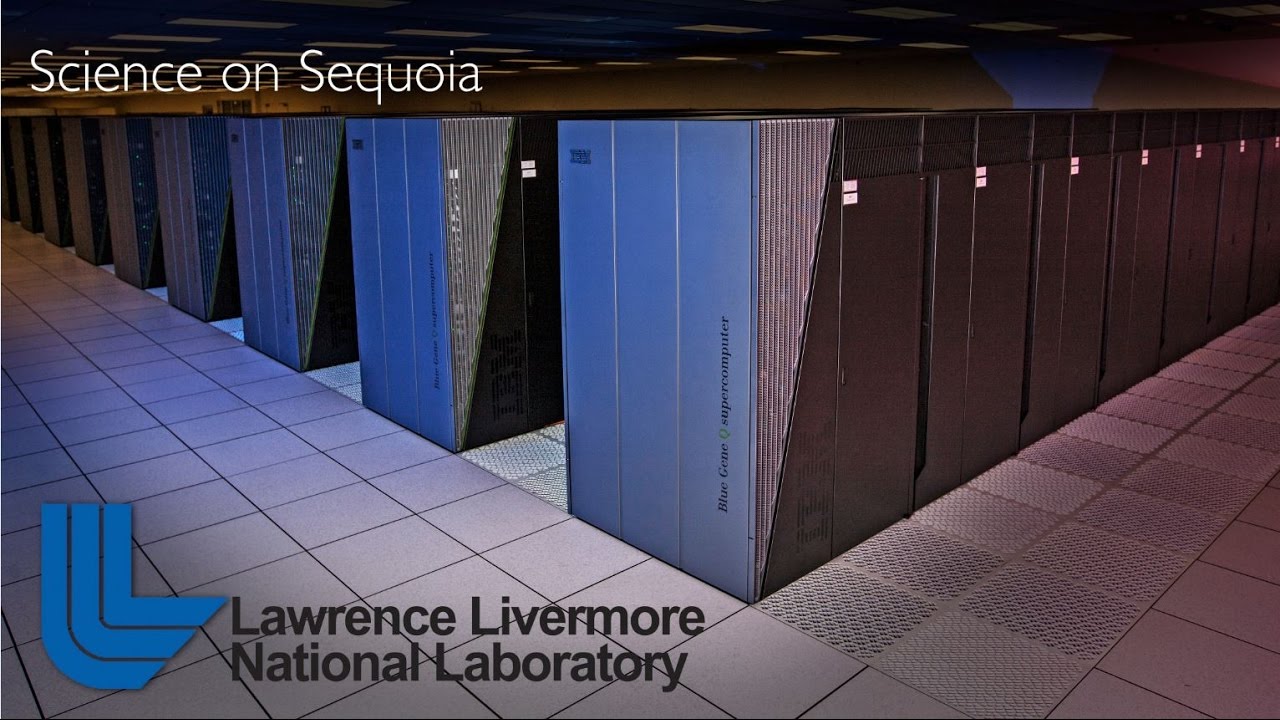 Science on Sequoia
IBM
IBM
Blue Gene Q supercomputer
Blue Gene Q supercomputer
Lawrence Livermore
National Laboratory